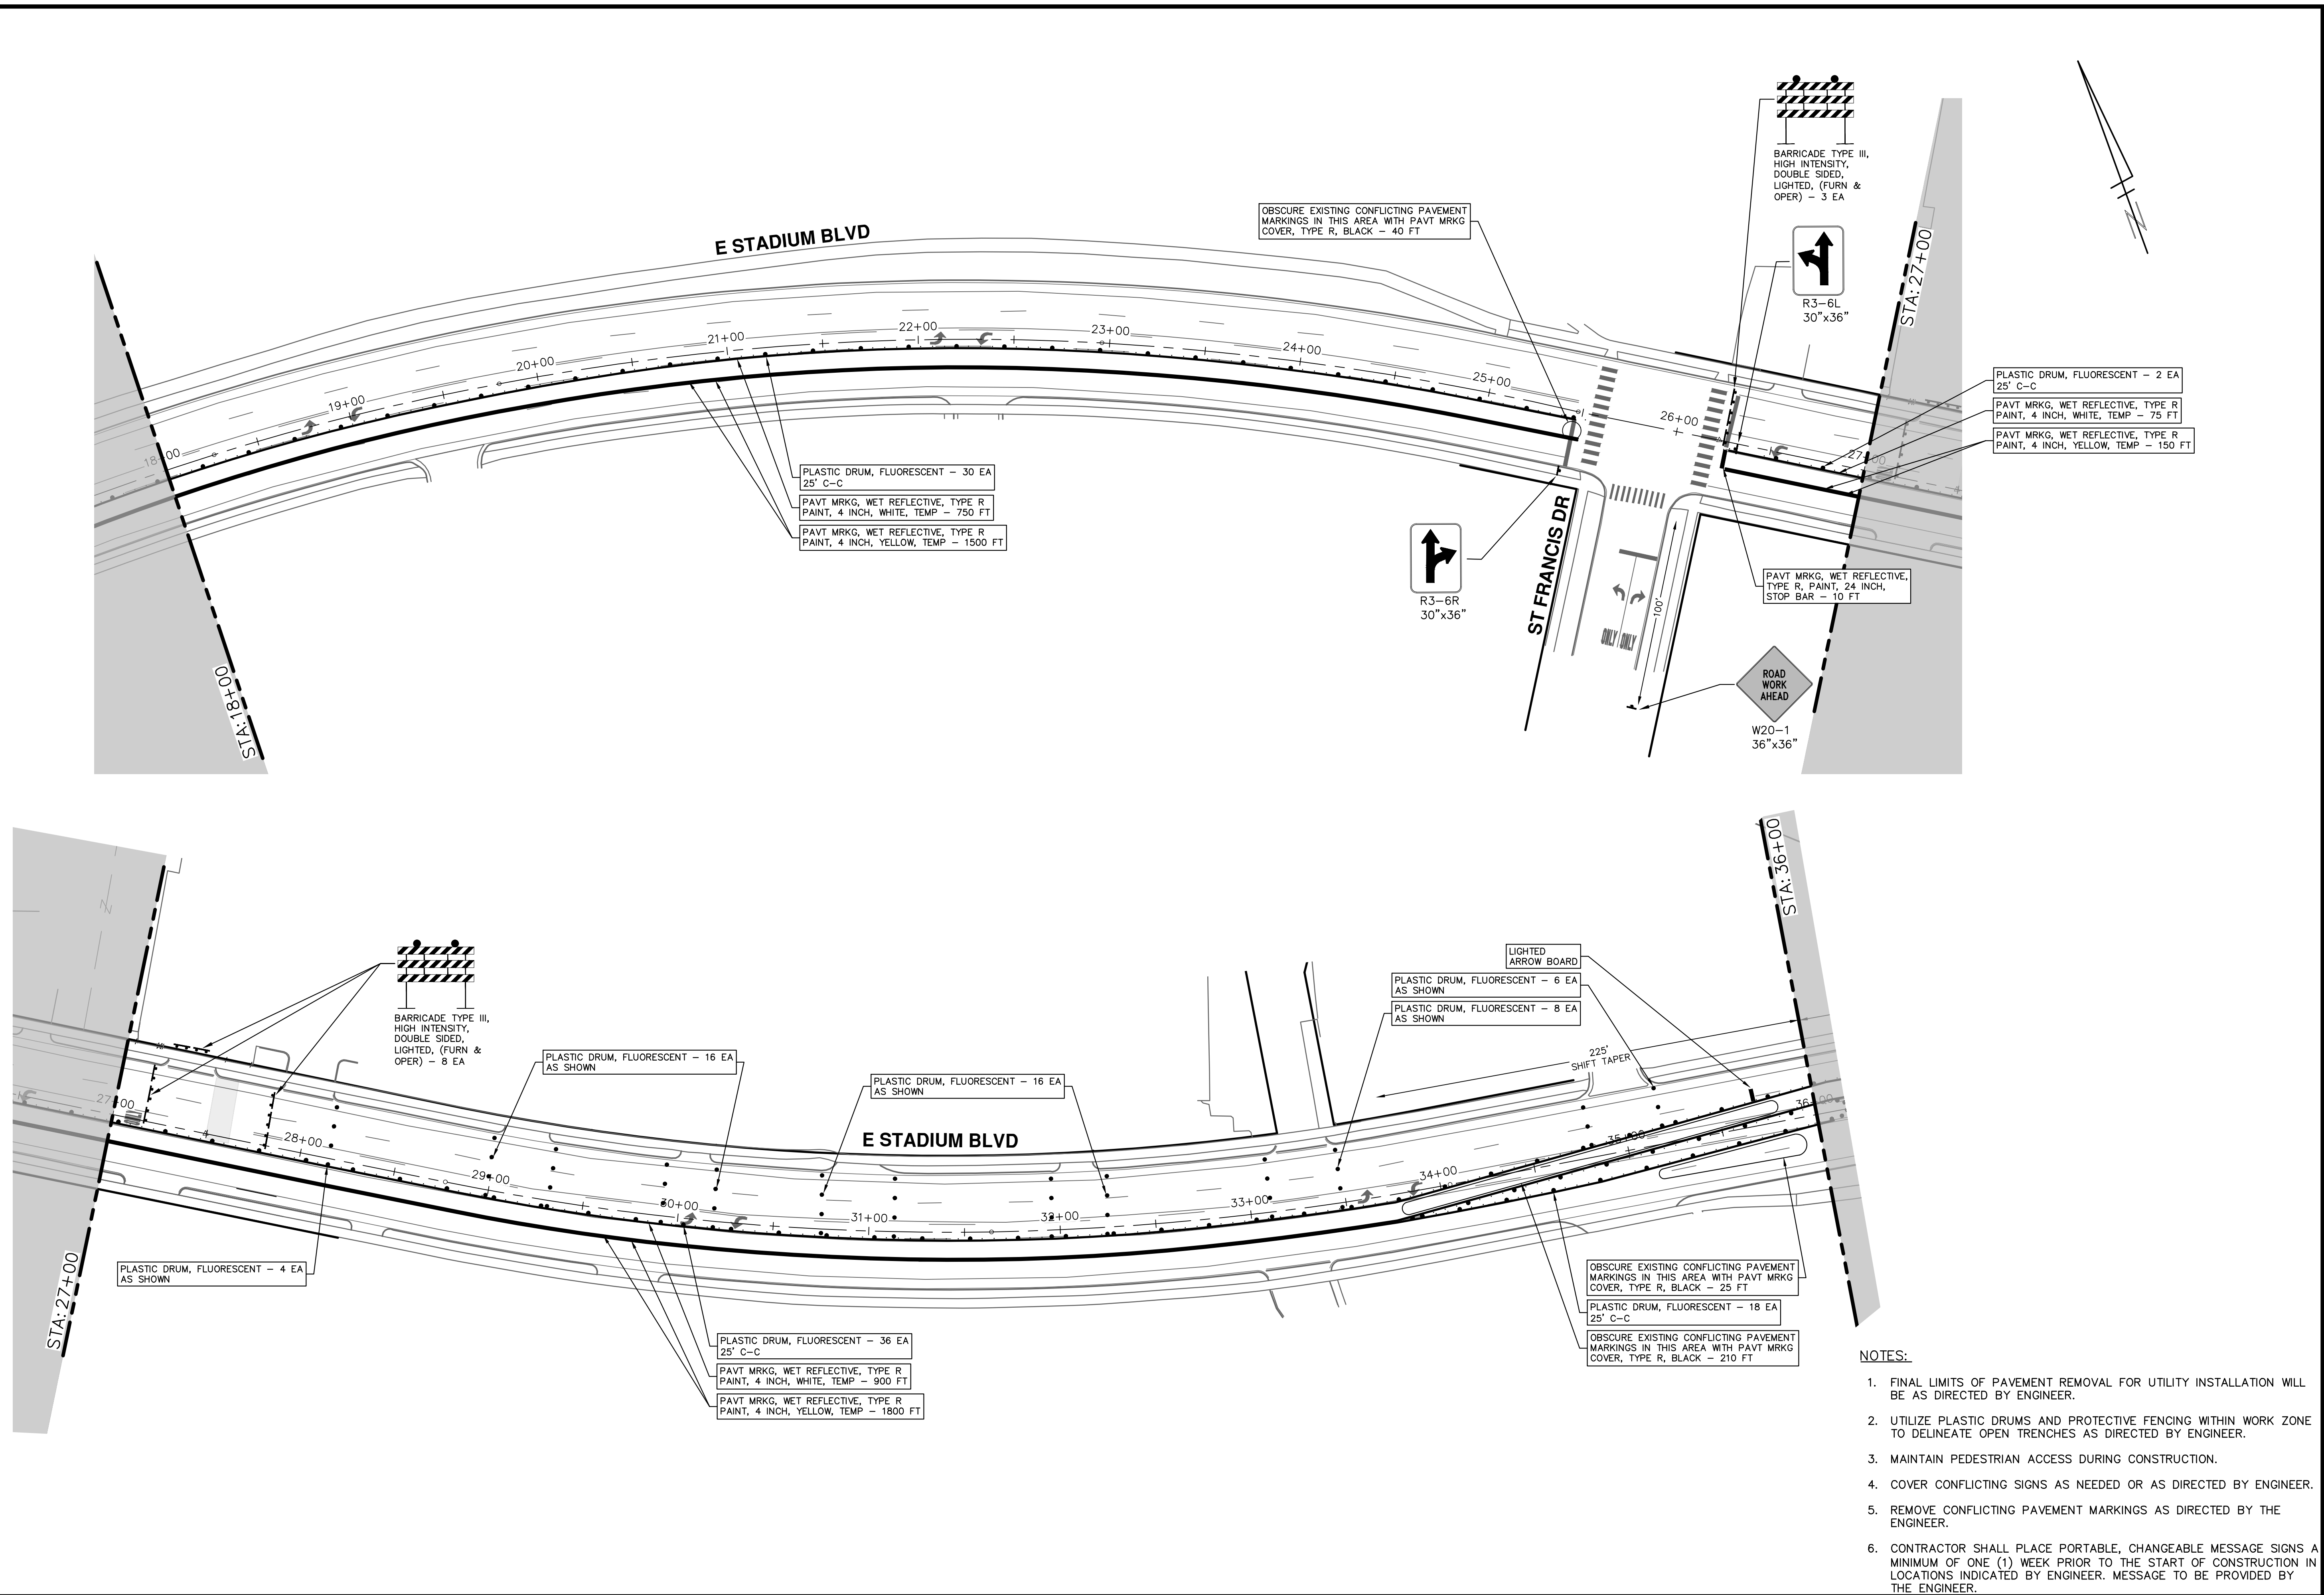 E STADIUM BLVD
OBSCURE EXISTING CONFLICTING PAVEMENT
MARKINGS IN THIS AREA WITH PAVT MRKG
COVER, TYPE R, BLACK – 40 FT
BARRICADE TYPE III,
HIGH INTENSITY,
DOUBLE SIDED,
LIGHTED, (FURN &
OPER) – 3 EA
R3-6L
30"x36"
STA: 27+00
N
18+00
19+00
20+00
21+00
22+00
23+00
24+00
25+00
26+00
27+00
PLASTIC DRUM, FLUORESCENT – 2 EA
25' C-C
PAVT MRKG, WET REFLECTIVE, TYPE R
PAINT, 4 INCH, WHITE, TEMP – 75 FT
PAVT MRKG, WET REFLECTIVE, TYPE R
PAINT, 4 INCH, YELLOW, TEMP – 150 FT
PLASTIC DRUM, FLUORESCENT – 30 EA
25' C-C
PAVT MRKG, WET REFLECTIVE, TYPE R
PAINT, 4 INCH, WHITE, TEMP – 750 FT
PAVT MRKG, WET REFLECTIVE, TYPE R
PAINT, 4 INCH, YELLOW, TEMP – 1500 FT
R3-6R
30"x36"
ST FRANCIS DR
ONLY ONLY
100'
PAVT MRKG, WET REFLECTIVE,
TYPE R, PAINT, 24 INCH,
STOP BAR – 10 FT
ROAD
WORK
AHEAD
W20-1
36"x36"
STA: 18+00
STA: 36+00
N
BARRICADE TYPE III,
HIGH INTENSITY,
DOUBLE SIDED,
LIGHTED, (FURN &
OPER) – 8 EA
PLASTIC DRUM, FLUORESCENT – 16 EA
AS SHOWN
PLASTIC DRUM, FLUORESCENT – 16 EA
AS SHOWN
LIGHTED
ARROW BOARD
PLASTIC DRUM, FLUORESCENT – 6 EA
AS SHOWN
PLASTIC DRUM, FLUORESCENT – 8 EA
AS SHOWN
225'
SHIFT TAPER
E STADIUM BLVD
27+00
28+00
29+00
30+00
31+00
32+00
33+00
34+00
35+00
36+00
PLASTIC DRUM, FLUORESCENT – 4 EA
AS SHOWN
STA: 27+00
PLASTIC DRUM, FLUORESCENT – 36 EA
25' C-C
PAVT MRKG, WET REFLECTIVE, TYPE R
PAINT, 4 INCH, WHITE, TEMP – 900 FT
PAVT MRKG, WET REFLECTIVE, TYPE R
PAINT, 4 INCH, YELLOW, TEMP – 1800 FT
OBSCURE EXISTING CONFLICTING PAVEMENT
MARKINGS IN THIS AREA WITH PAVT MRKG
COVER, TYPE R, BLACK – 25 FT
PLASTIC DRUM, FLUORESCENT – 18 EA
25' C-C
OBSCURE EXISTING CONFLICTING PAVEMENT
MARKINGS IN THIS AREA WITH PAVT MRKG
COVER, TYPE R, BLACK – 210 FT
NOTES:
1. FINAL LIMITS OF PAVEMENT REMOVAL FOR UTILITY INSTALLATION WILL
BE AS DIRECTED BY ENGINEER.
2. UTILIZE PLASTIC DRUMS AND PROTECTIVE FENCING WITHIN WORK ZONE
TO DELINEATE OPEN TRENCHES AS DIRECTED BY ENGINEER.
3. MAINTAIN PEDESTRIAN ACCESS DURING CONSTRUCTION.
4. COVER CONFLICTING SIGNS AS NEEDED OR AS DIRECTED BY ENGINEER.
5. REMOVE CONFLICTING PAVEMENT MARKINGS AS DIRECTED BY THE
ENGINEER.
6. CONTRACTOR SHALL PLACE PORTABLE, CHANGEABLE MESSAGE SIGNS A
MINIMUM OF ONE (1) WEEK PRIOR TO THE START OF CONSTRUCTION IN
LOCATIONS INDICATED BY ENGINEER. MESSAGE TO BE PROVIDED BY
THE ENGINEER.